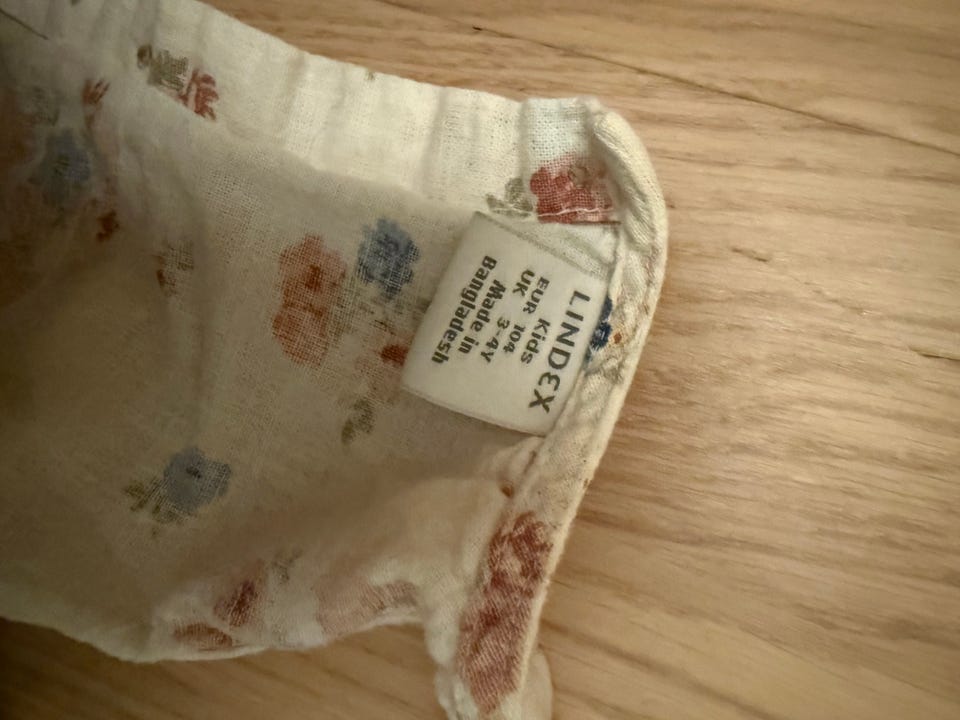 LINDEX
Kids
EUR 104
UK 3-4Y
Made in
Bangladesh